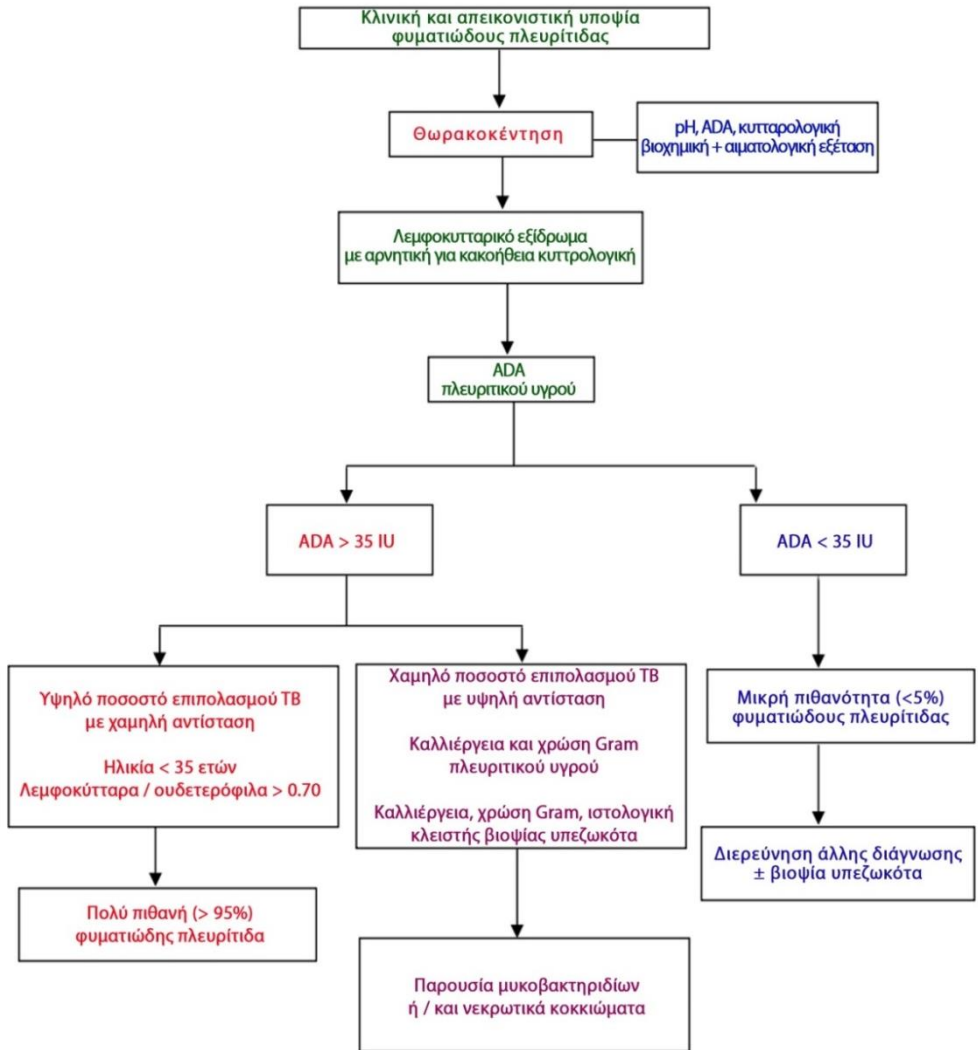 Κλινική και απεικονιστική υποψία
φυματιώδους πλευρίτιδας
Θωρακοκέντηση
pH, ADA, κυτταρολογική
βιοχημική + αιματολογική εξέταση
Λεμφοκυτταρικό εξίδρωμα
με αρνητική για κακοήθεια κυττρολογική
ADA
πλευριτικού υγρού
ADA > 35 IU
ADA < 35 IU
Υψηλό ποσοστό επιπολασμού TB
με χαμηλή αντίσταση
Ηλικία < 35 ετών
Λεμφοκύτταρα / ουδετερόφιλα > 0.70
Χαμηλό ποσοστό επιπολασμού TB
με υψηλή αντίσταση
Καλλιέργεια και χρώση Gram
πλευριτικού υγρού
Καλλιέργεια, χρώση Gram, ιστολογική
κλειστής βιοψίας υπεζωκότα
Μικρή πιθανότητα (<5%)
φυματιώδους πλευρίτιδας
Πολύ πιθανή (> 95%)
φυματιώδης πλευρίτιδα
Διερεύνηση άλλης διάγνωσης
± βιοψία υπεζωκότα
Παρουσία μυκοβακτηριδίων
ή / και νεκρωτικά κοκκιώματα